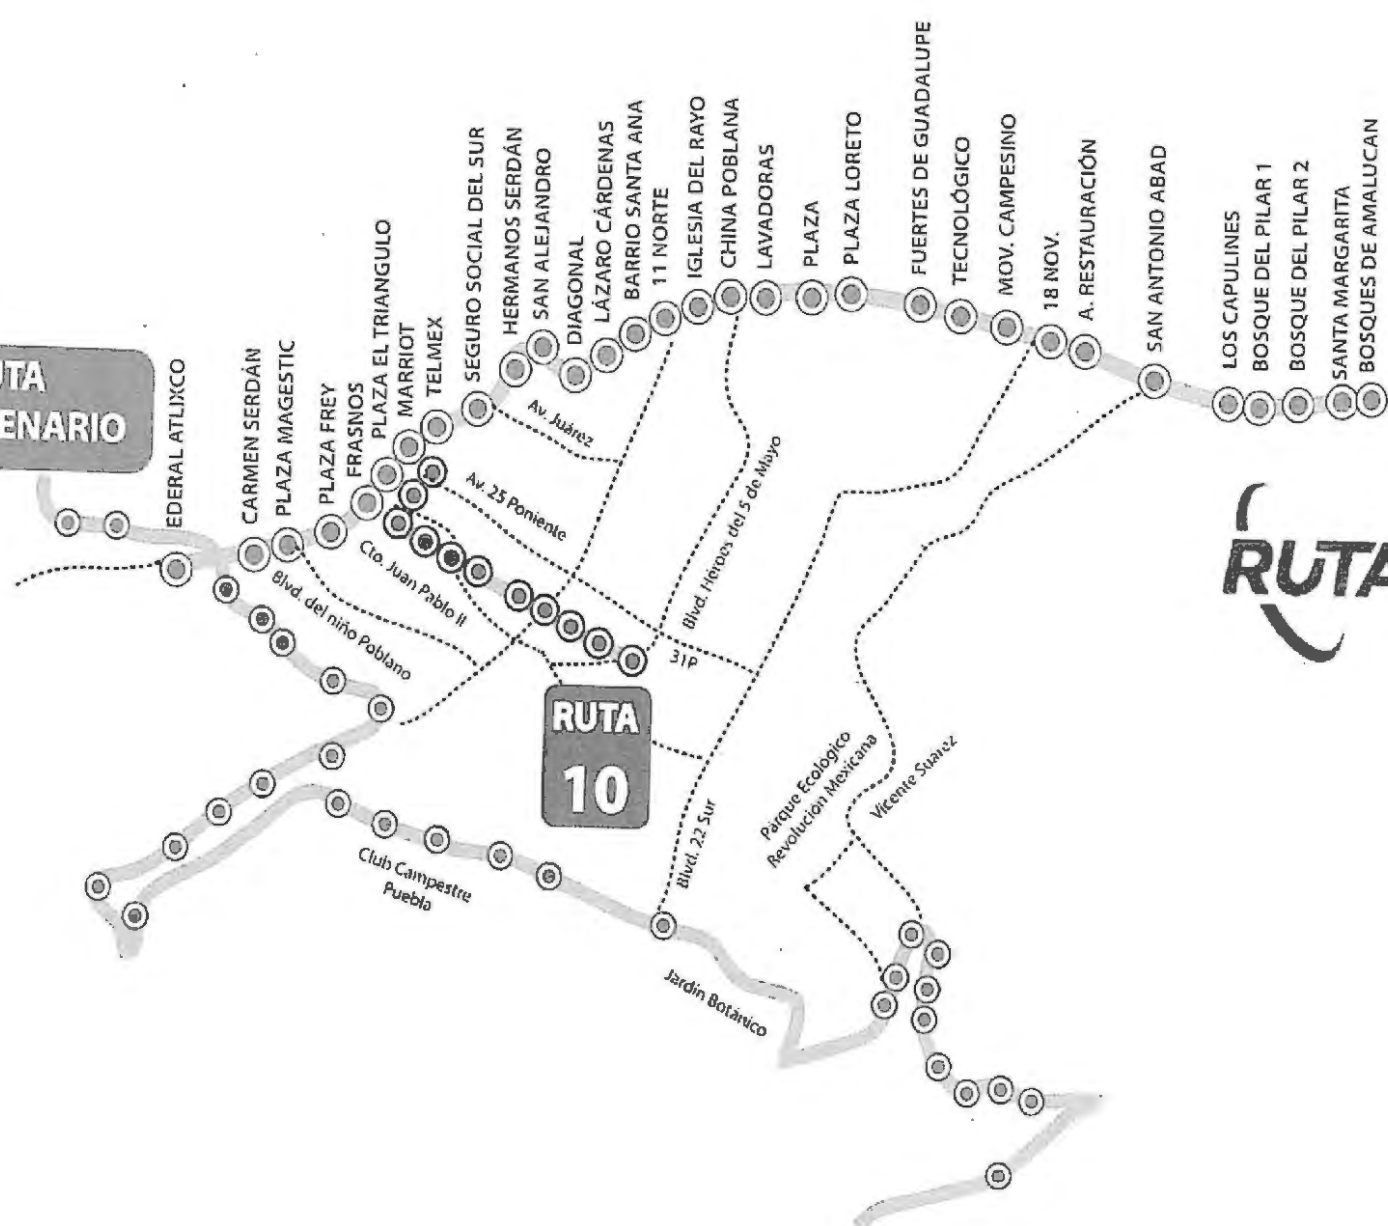 UTA
ENARIO
EDERAL ATLIXCO
CARMEN SERDÁN
PLAZA MAGESTIC
PLAZA FREY
FRASNOS
PLAZA EL TRIANGULO
MARRIOT
TELMEX
SEGURO SOCIAL DEL SUR
HERMANOS SERDÁN
SAN ALEJANDRO
DIAGONAL
LÁZARO CÁRDENAS
BARRIO SANTA ANA
11 NORTE
IGLESIA DEL RAYO
CHINA POBLANA
LAVADORAS
PLAZA
PLAZA LORETO
FUERTES DE GUADALUPE
TECNOLÓGICO
MOV. CAMPESINO
18 NOV.
A. RESTAURACIÓN
SAN ANTONIO ABAD
LOS CAPULINES
BOSQUE DEL PILAR 1
BOSQUE DEL PILAR 2
SANTA MARGARITA
BOSQUES DE AMALUCAN
Av. Juárez
Av. 25 Poniente
Cto. Juan Pablo II
Blvd. del niño Poblano
Blvd. Héroes del 5 de Mayo
31P
RUTA
RUTA
10
Blvd. 22 Sur
Parque Ecológico
Revolución Mexicana
Vicente Suárez
Club Campestre
Puebla
Jardín Botánico